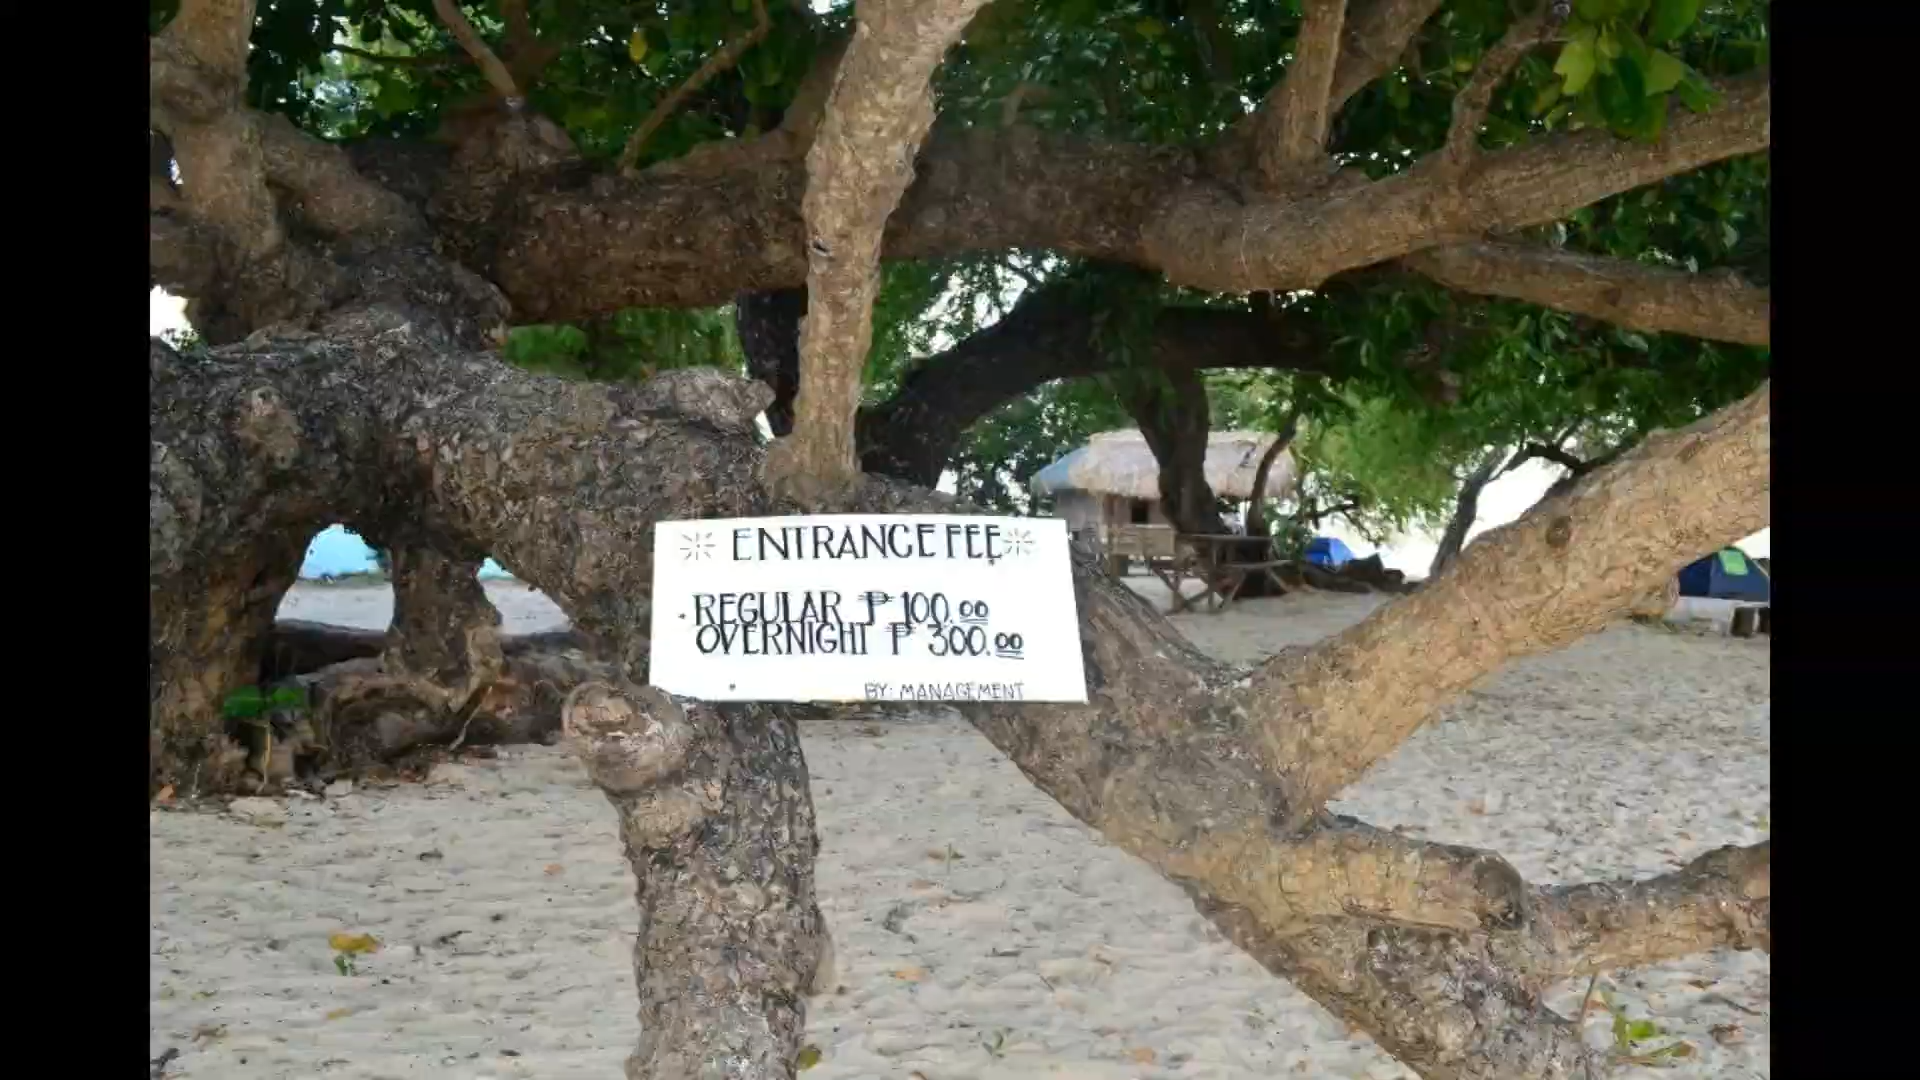 ENTRANCE FEE
· REGULAR ₱ 100.00
OVERNIGHT ₱ 300.00
BY: MANAGEMENT